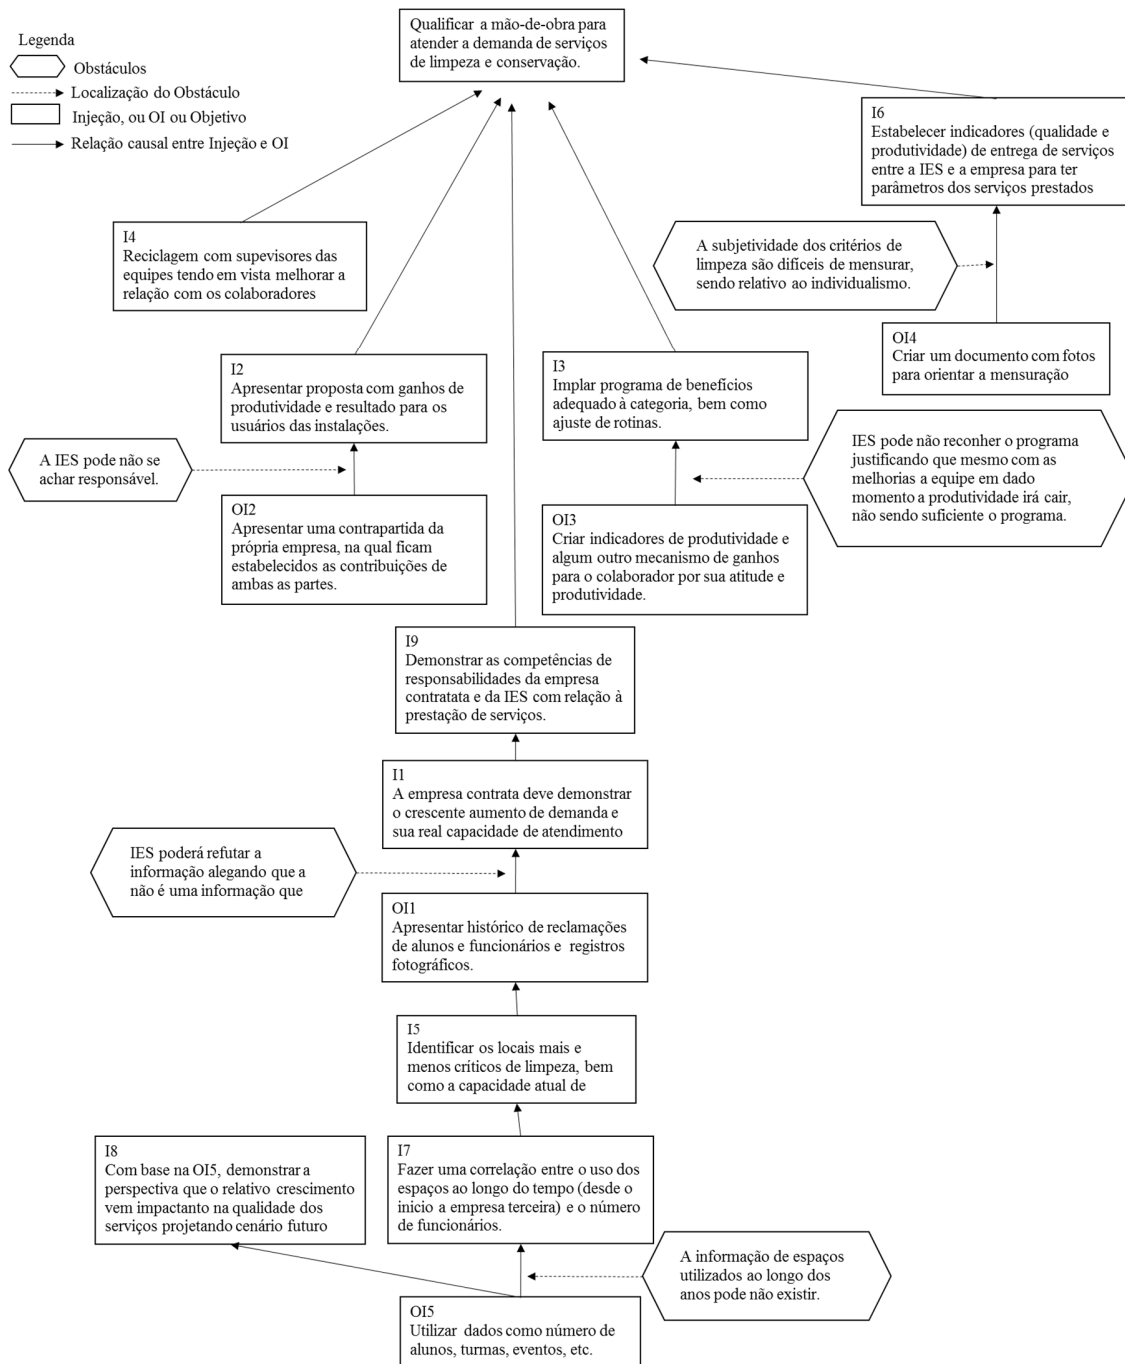 Legenda
Obstáculos
Localização do Obstáculo
Injeção, ou OI ou Objetivo
Relação causal entre Injeção e OI
Qualificar a mão-de-obra para
atender a demanda de serviços
de limpeza e conservação.
I6
Estabelecer indicadores (qualidade e
produtividade) de entrega de serviços
entre a IES e a empresa para ter
parâmetros dos serviços prestados
I4
Reciclagem com supevisores das
equipes tendo em vista melhorar a
relação com os colaboradores
A subjetividade dos critérios de
limpeza são difíceis de mensurar,
sendo relativo ao individualismo.
OI4
Criar um documento com fotos
para orientar a mensuração
I2
Apresentar proposta com ganhos de
produtividade e resultado para os
usuários das instalações.
I3
Implar programa de benefícios
adequado à categoria, bem como
ajuste de rotinas.
A IES pode não se
achar responsável.
IES pode não reconher o programa
justificando que mesmo com as
melhorias a equipe em dado
momento a produtividade irá cair,
não sendo suficiente o programa.
OI2
Apresentar uma contrapartida da
própria empresa, na qual ficam
estabelecidos as contribuições de
ambas as partes.
OI3
Criar indicadores de produtividade e
algum outro mecanismo de ganhos
para o colaborador por sua atitude e
produtividade.
I9
Demonstrar as competências de
responsabilidades da empresa
contratata e da IES com relação à
prestação de serviços.
I1
A empresa contrata deve demonstrar
o crescente aumento de demanda e
sua real capacidade de atendimento
IES poderá refutar a
informação alegando que a
não é uma informação que
OI1
Apresentar histórico de reclamações
de alunos e funcionários e registros
fotográficos.
I5
Identificar os locais mais e
menos críticos de limpeza, bem
como a capacidade atual de
I8
Com base na OI5, demonstrar a
perspectiva que o relativo crescimento
vem impactanto na qualidade dos
serviços projetando cenário futuro
I7
Fazer uma correlação entre o uso dos
espaços ao longo do tempo (desde o
inicio a empresa terceira) e o número
de funcionários.
A informação de espaços
utilizados ao longo dos
anos pode não existir.
OI5
Utilizar dados como número de
alunos, turmas, eventos, etc.